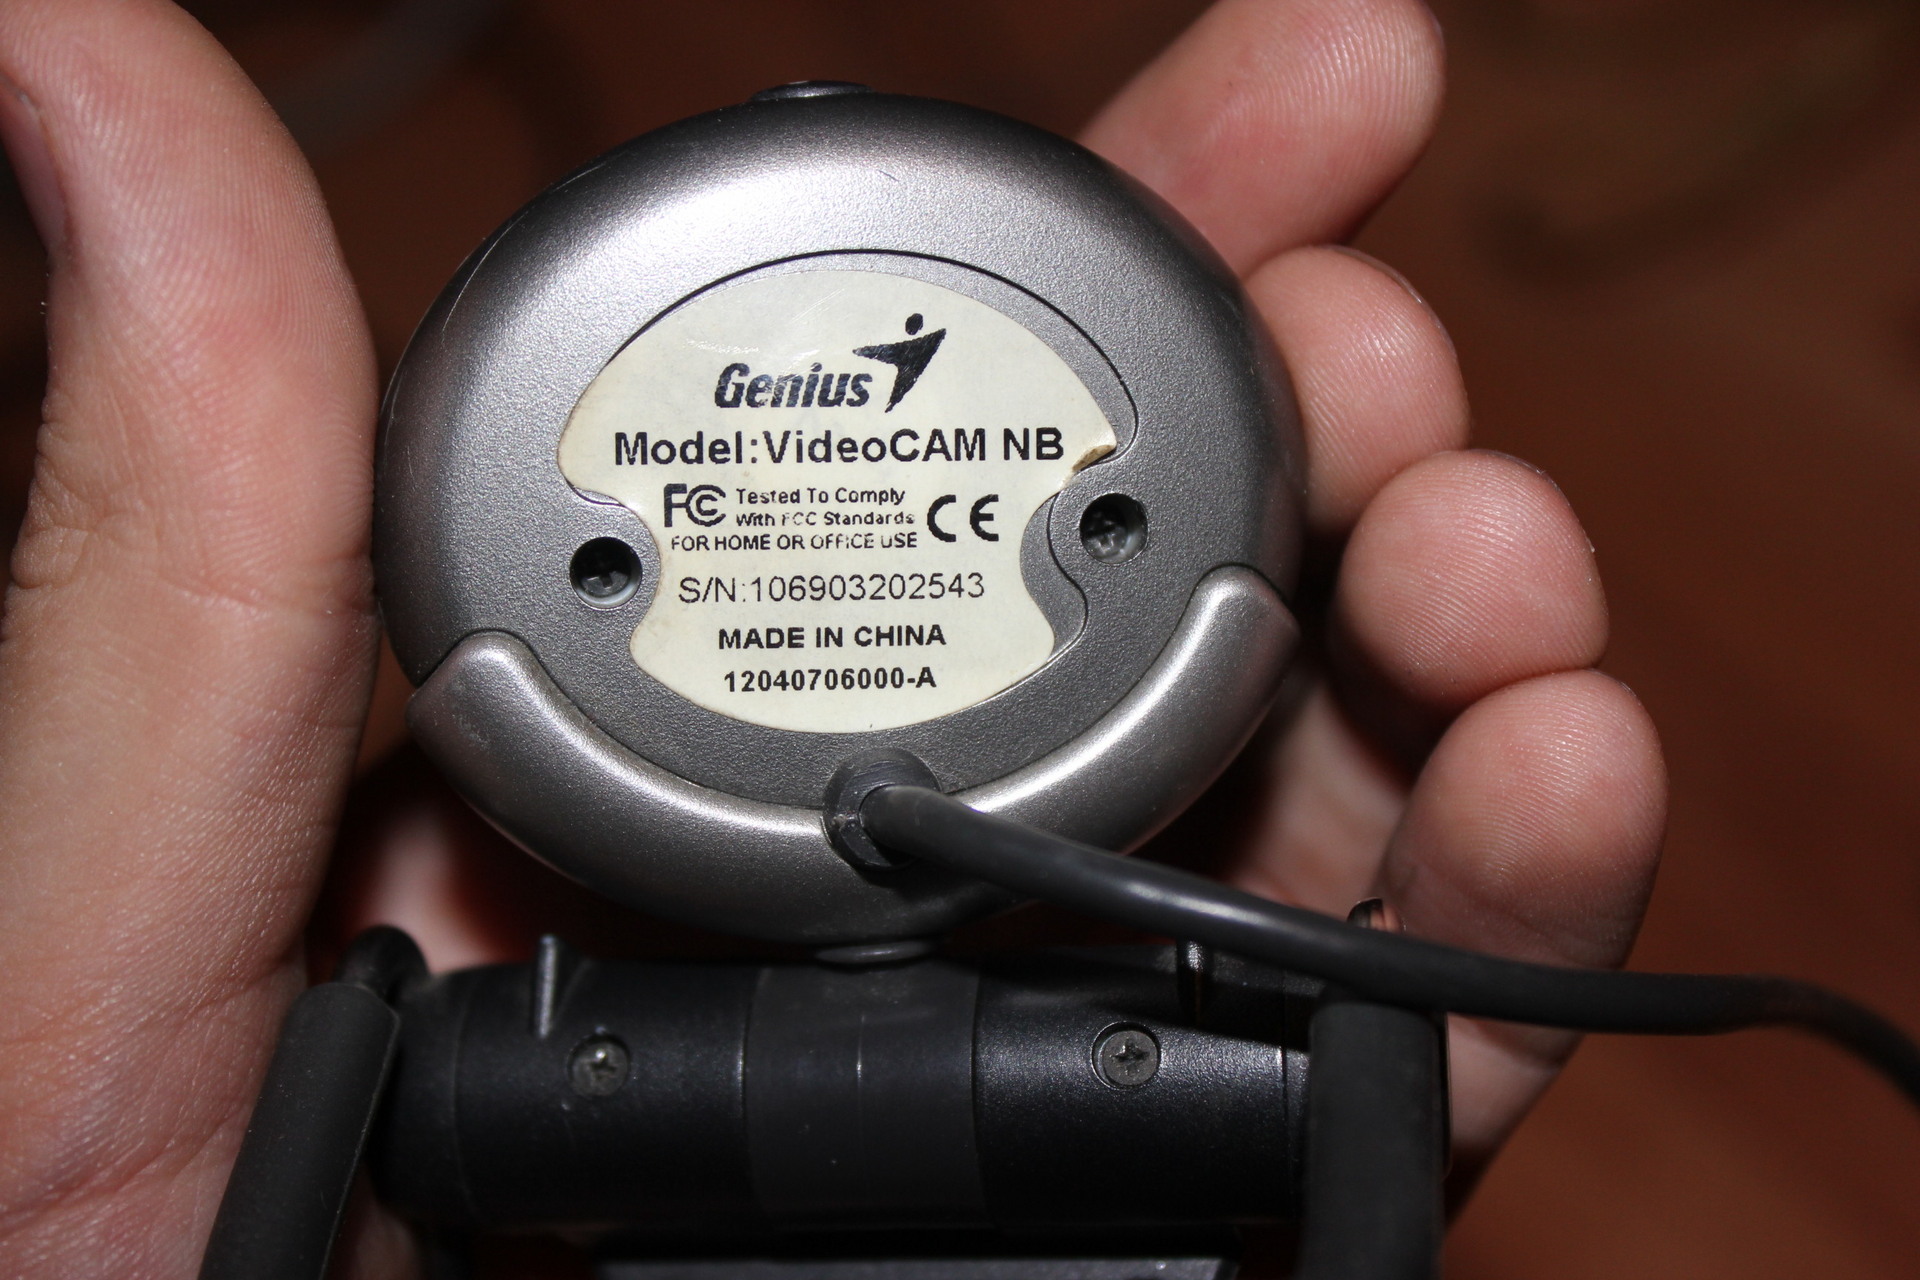 Genius
Model:VideoCAM NB
FC Tested To Comply
With FCC Standards CE
FOR HOME OR OFFICE USE
S/N:106903202543
MADE IN CHINA
12040706000-A